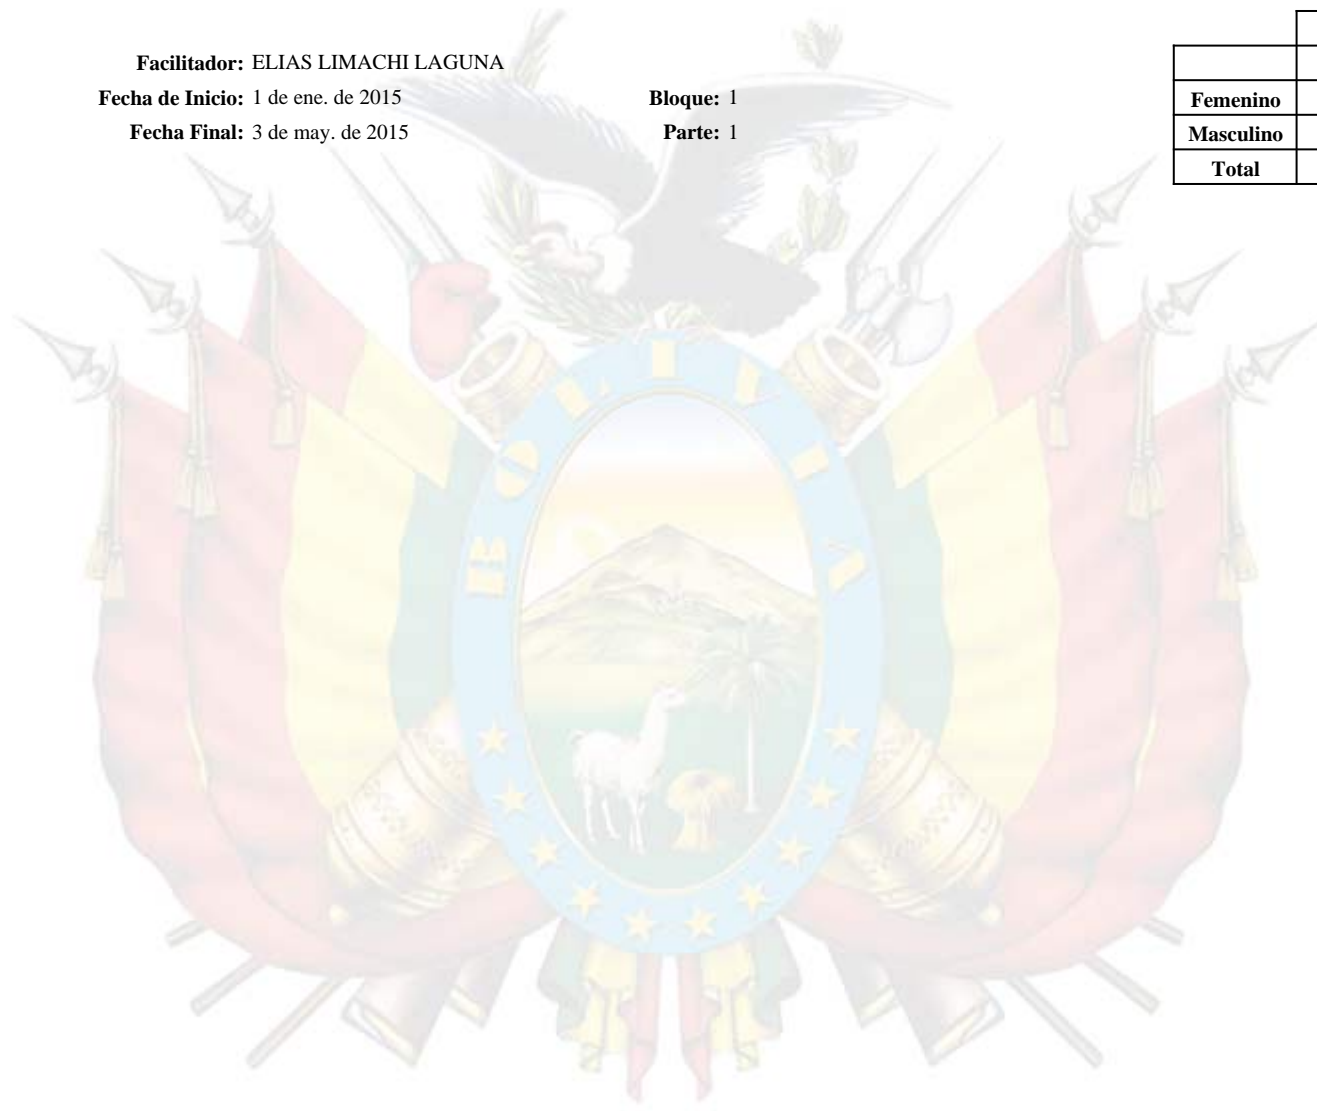 Facilitador: ELIAS LIMACHI LAGUNA
Fecha de Inicio: 1 de ene. de 2015 Bloque: 1
Fecha Final: 3 de may. de 2015 Parte: 1
Femenino
Masculino
Total
BOLIVIA